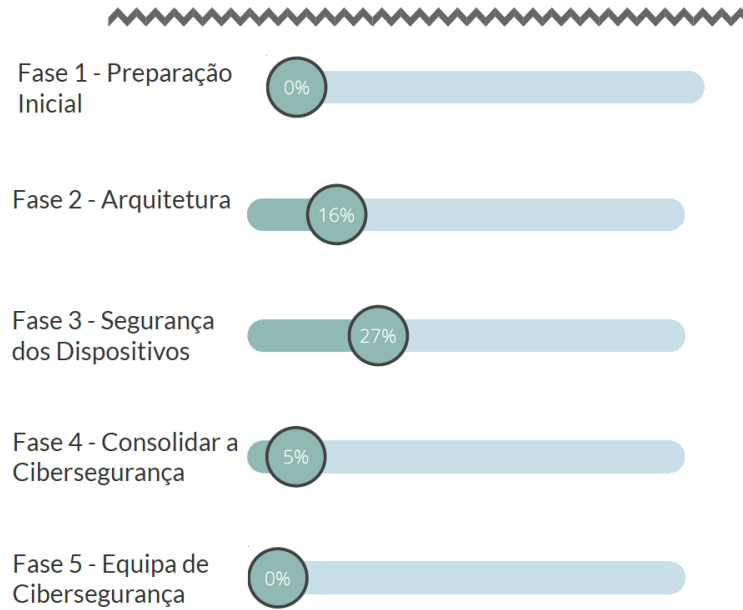 Fase 1 - Preparação
Inicial
0%
Fase 2 - Arquitetura
16%
Fase 3 - Segurança
dos Dispositivos
27%
Fase 4 - Consolidar a
Cibersegurança
5%
Fase 5 - Equipa de
Cibersegurança
0%